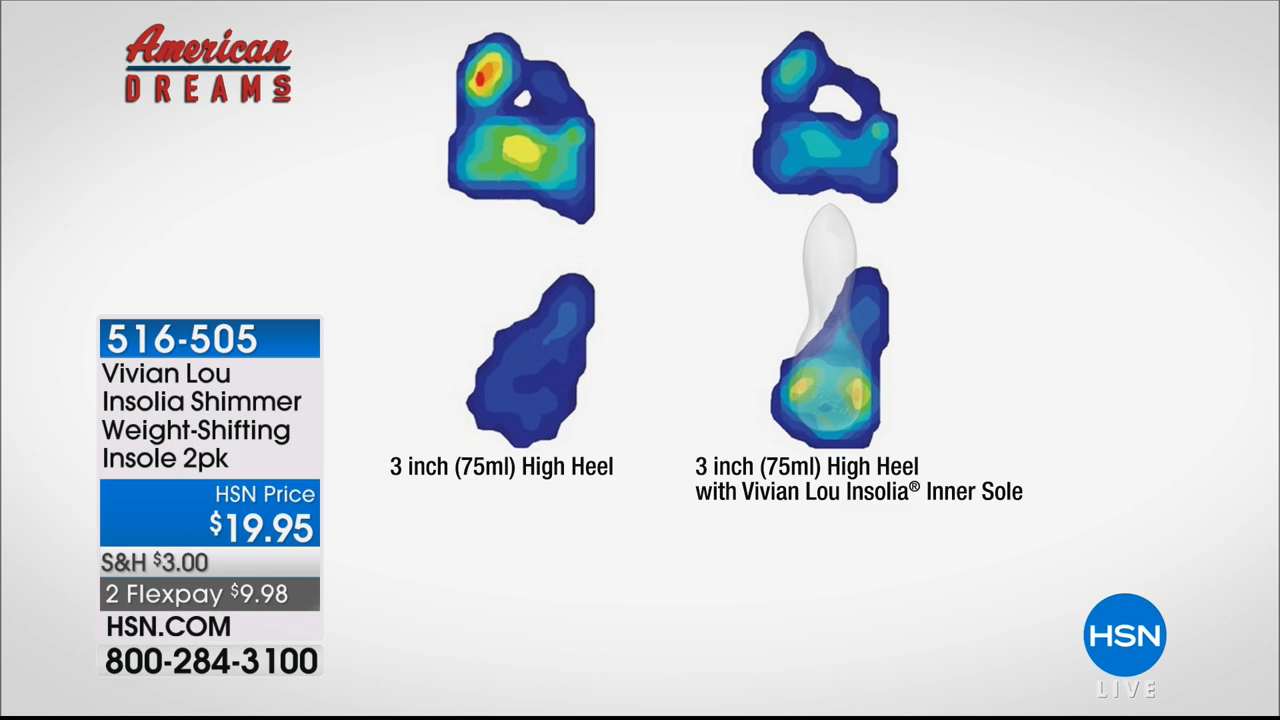 American
DREAMS
516-505
Vivian Lou
Insolia Shimmer
Weight-Shifting
Insole 2pk
HSN Price
$19.95
S&H $3.00
2 Flexpay $9.98
HSN.COM
800-284-3100
3 inch (75ml) High Heel
3 inch (75ml) High Heel
with Vivian Lou Insolia® Inner Sole
HSN
LIVE